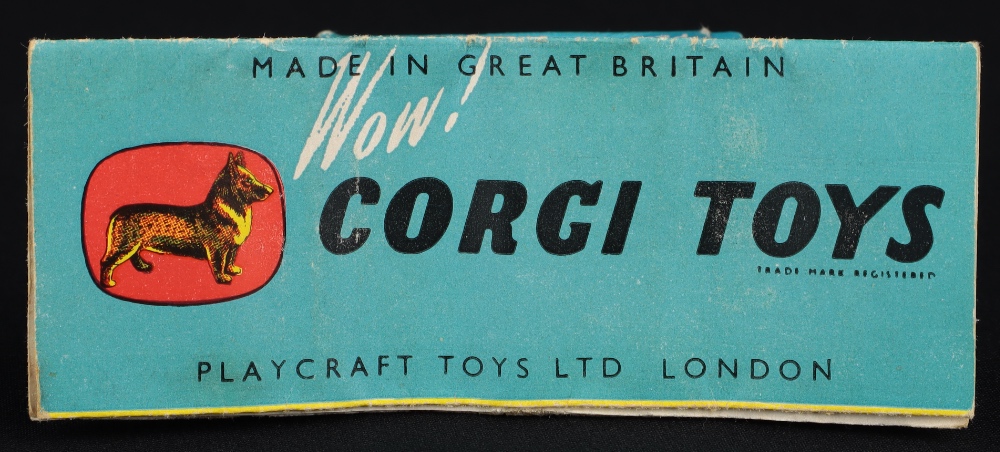 MADE IN GREAT BRITAIN
Wow!
CORGI TOYS
TRADE MARK REGISTERED
PLAYCRAFT TOYS LTD LONDON